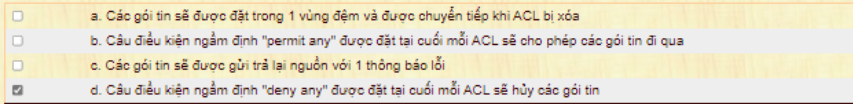 a. Các gói tin sẽ được đặt trong 1 vùng đệm và được chuyển tiếp khi ACL bị xóa
b. Câu điều kiện ngầm định "permit any" được đặt tại cuối mỗi ACL sẽ cho phép các gói tin đi qua
c. Các gói tin sẽ được gửi trả lại nguồn với 1 thông báo lỗi
d. Câu điều kiện ngầm định "deny any" được đặt tại cuối mỗi ACL sẽ hủy các gói tin